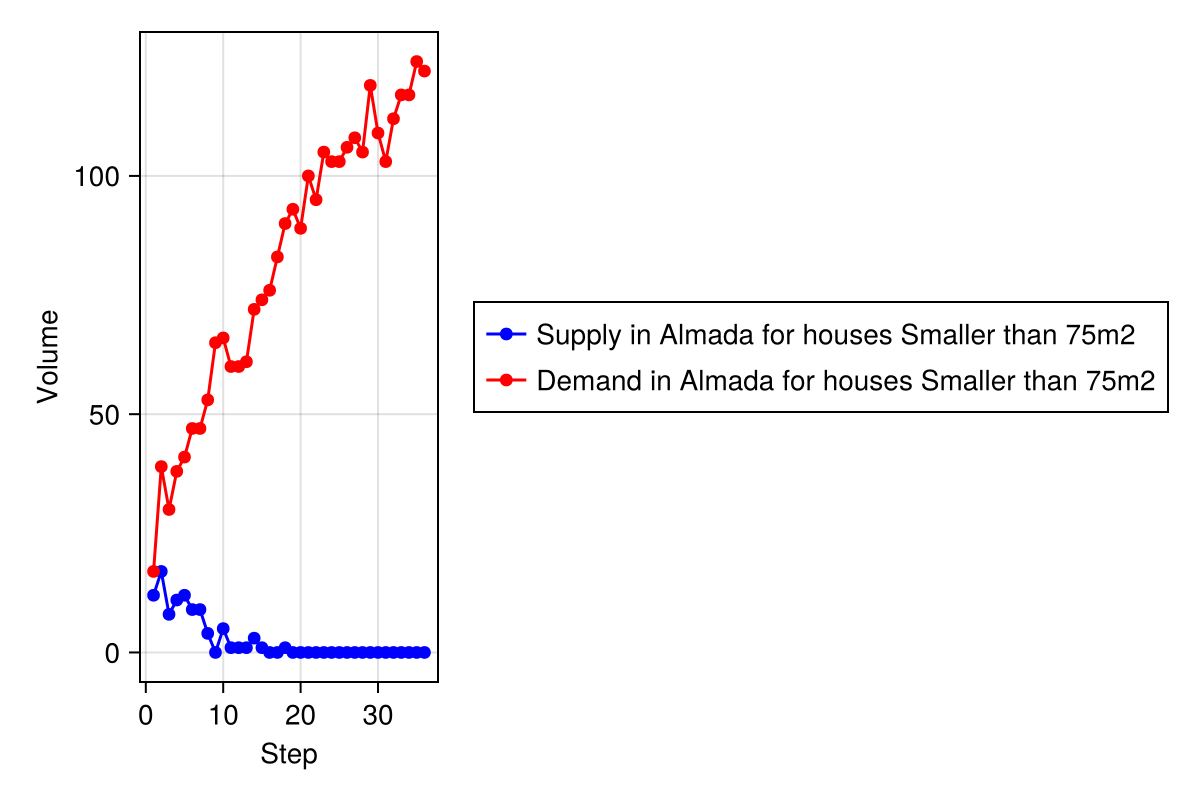 Volume
100
50
0
0 10 20 30
Step
Supply in Almada for houses Smaller than 75m2
Demand in Almada for houses Smaller than 75m2